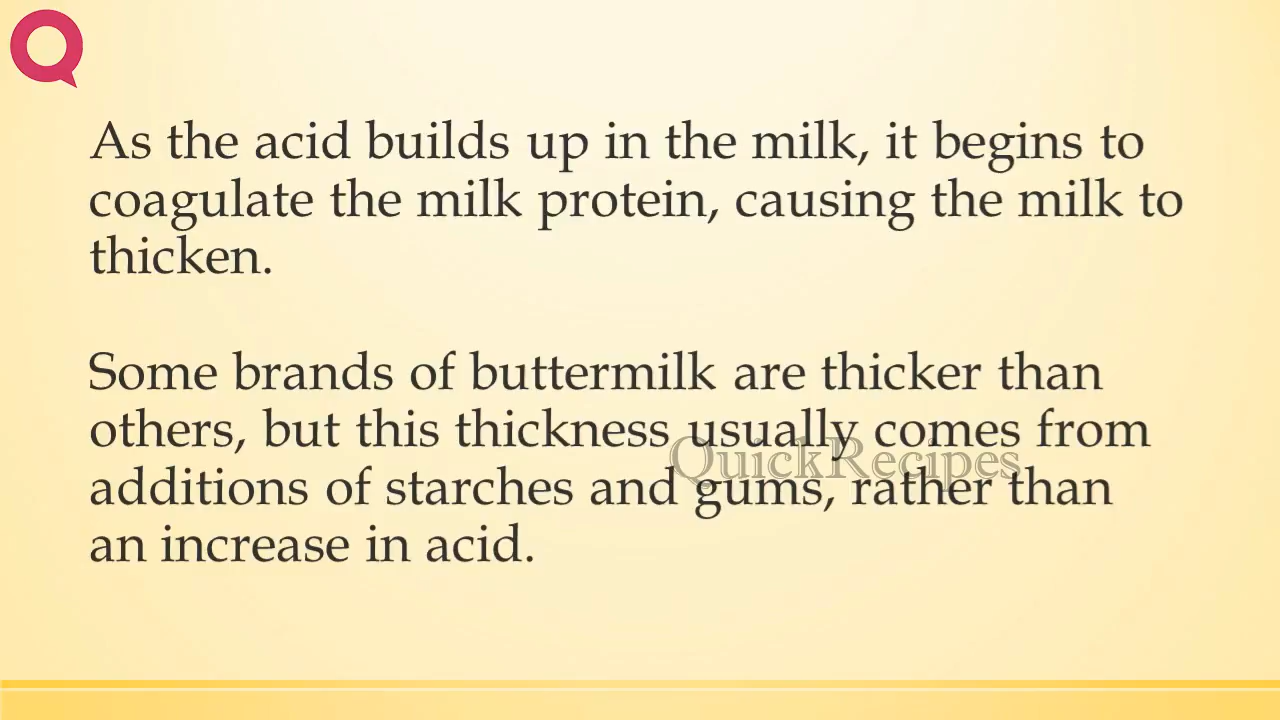 As the acid builds up in the milk, it begins to
coagulate the milk protein, causing the milk to
thicken.
Some brands of buttermilk are thicker than
others, but this thickness usually comes from
QuickRecipes
additions of starches and gums, rather than
an increase in acid.